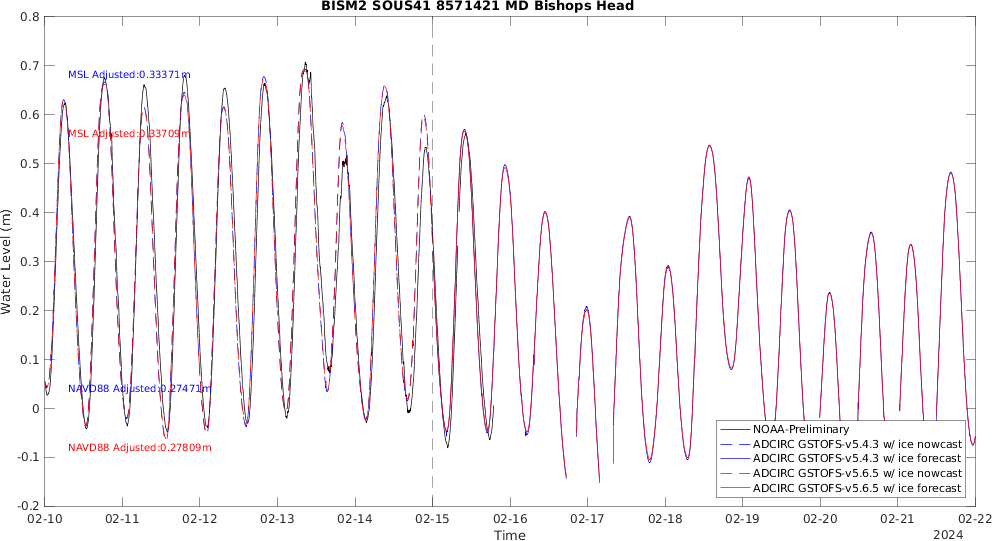 BISM2 SOUS41 8571421 MD Bishops Head
0.8
0.7
0.6
0.5
0.4
0.3
0.2
0.1
0
-0.1
-0.2
Water Level (m)
MSL Adjusted:0.33371m
MSL Adjusted:0.33709m
NAVD88 Adjusted:0.27471m
NAVD88 Adjusted:0.27809m
NOAA-Preliminary
ADCIRC GSTOFS-v5.4.3 w/ ice nowcast
ADCIRC GSTOFS-v5.4.3 w/ ice forecast
ADCIRC GSTOFS-v5.6.5 w/ ice nowcast
ADCIRC GSTOFS-v5.6.5 w/ ice forecast
02-10 02-11 02-12 02-13 02-14 02-15 02-16 02-17 02-18 02-19 02-20 02-21 02-22
Time
2024